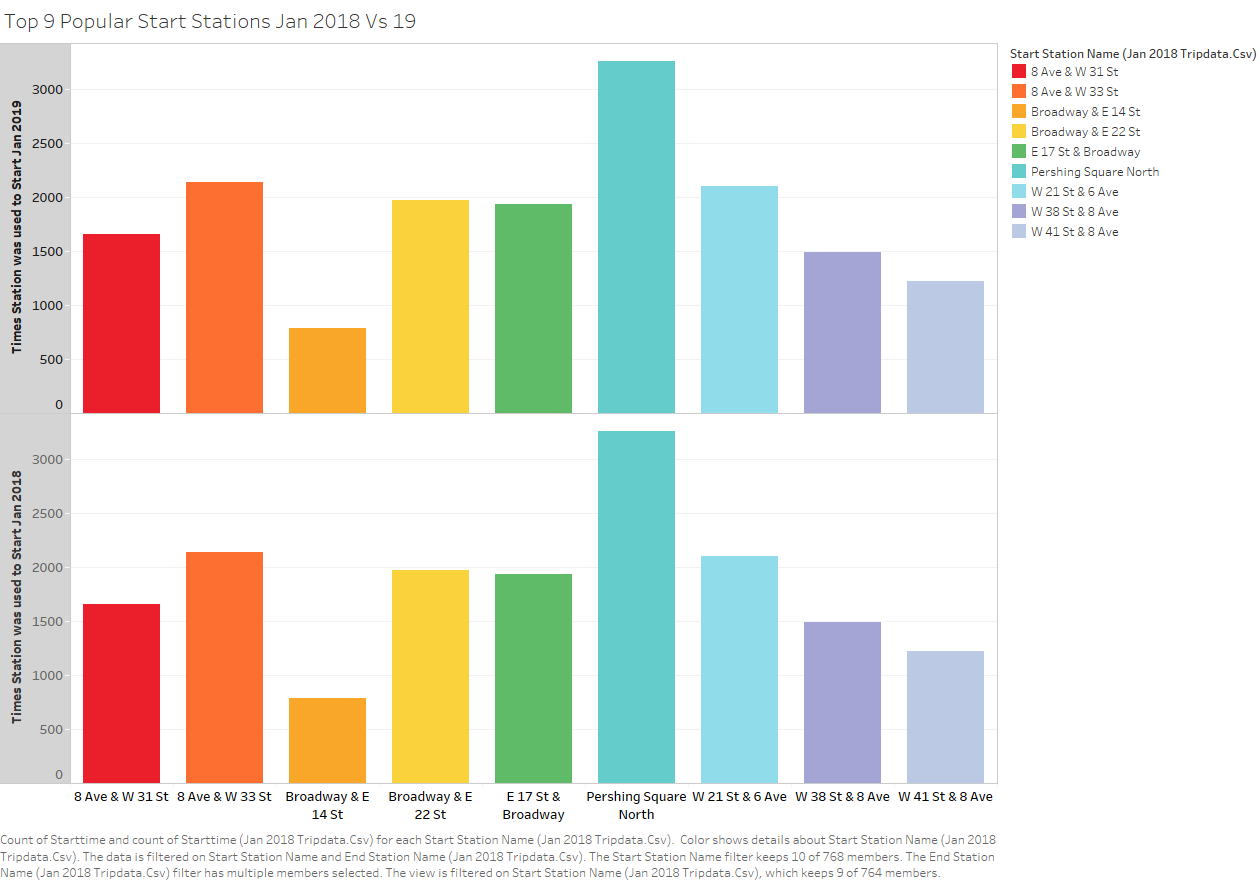 Top 9 Popular Start Stations Jan 2018 Vs 19
Start Station Name (Jan 2018 Tripdata.Csv)
8 Ave & W 31 St
8 Ave & W 33 St
Broadway & E 14 St
Broadway & E 22 St
E 17 St & Broadway
Pershing Square North
W 21 St & 6 Ave
W 38 St & 8 Ave
W 41 St & 8 Ave
Times Station was used to Start Jan 2019
3000
2500
2000
1500
1000
500
0
Times Station was used to Start Jan 2018
3000
2500
2000
1500
1000
500
0
8 Ave & W 31 St
8 Ave & W 33 St
Broadway & E
14 St
Broadway & E
22 St
E 17 St &
Broadway
Pershing Square
North
W 21 St & 6 Ave
W 38 St & 8 Ave
W 41 St & 8 Ave
Count of Starttime and count of Starttime (Jan 2018 Tripdata.Csv) for each Start Station Name (Jan 2018 Tripdata.Csv).  Color shows details about Start Station Name (Jan 2018
Tripdata.Csv). The data is filtered on Start Station Name and End Station Name (Jan 2018 Tripdata.Csv). The Start Station Name filter keeps 10 of 768 members. The End Station
Name (Jan 2018 Tripdata.Csv) filter has multiple members selected. The view is filtered on Start Station Name (Jan 2018 Tripdata.Csv), which keeps 9 of 764 members.